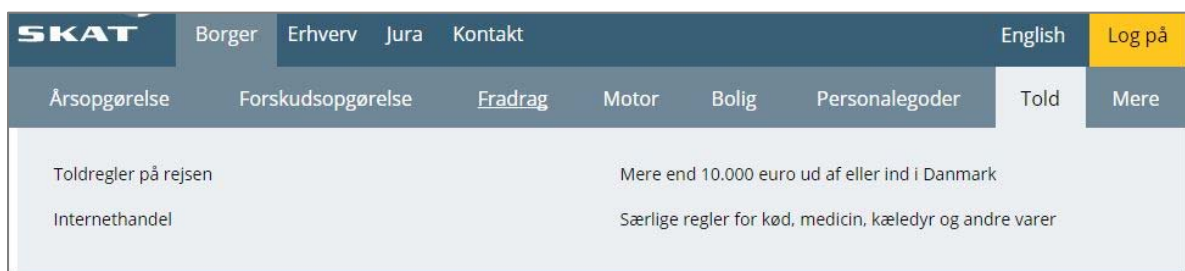 SKAT Borger Erhverv Jura Kontakt English Log på
Årsopgørelse Forskudsopgørelse Fradrag Motor Bolig Personalegoder Told Mere
Toldregler på rejsen Mere end 10.000 euro ud af eller ind i Danmark
Internethandel Særlige regler for kød, medicin, kæledyr og andre varer